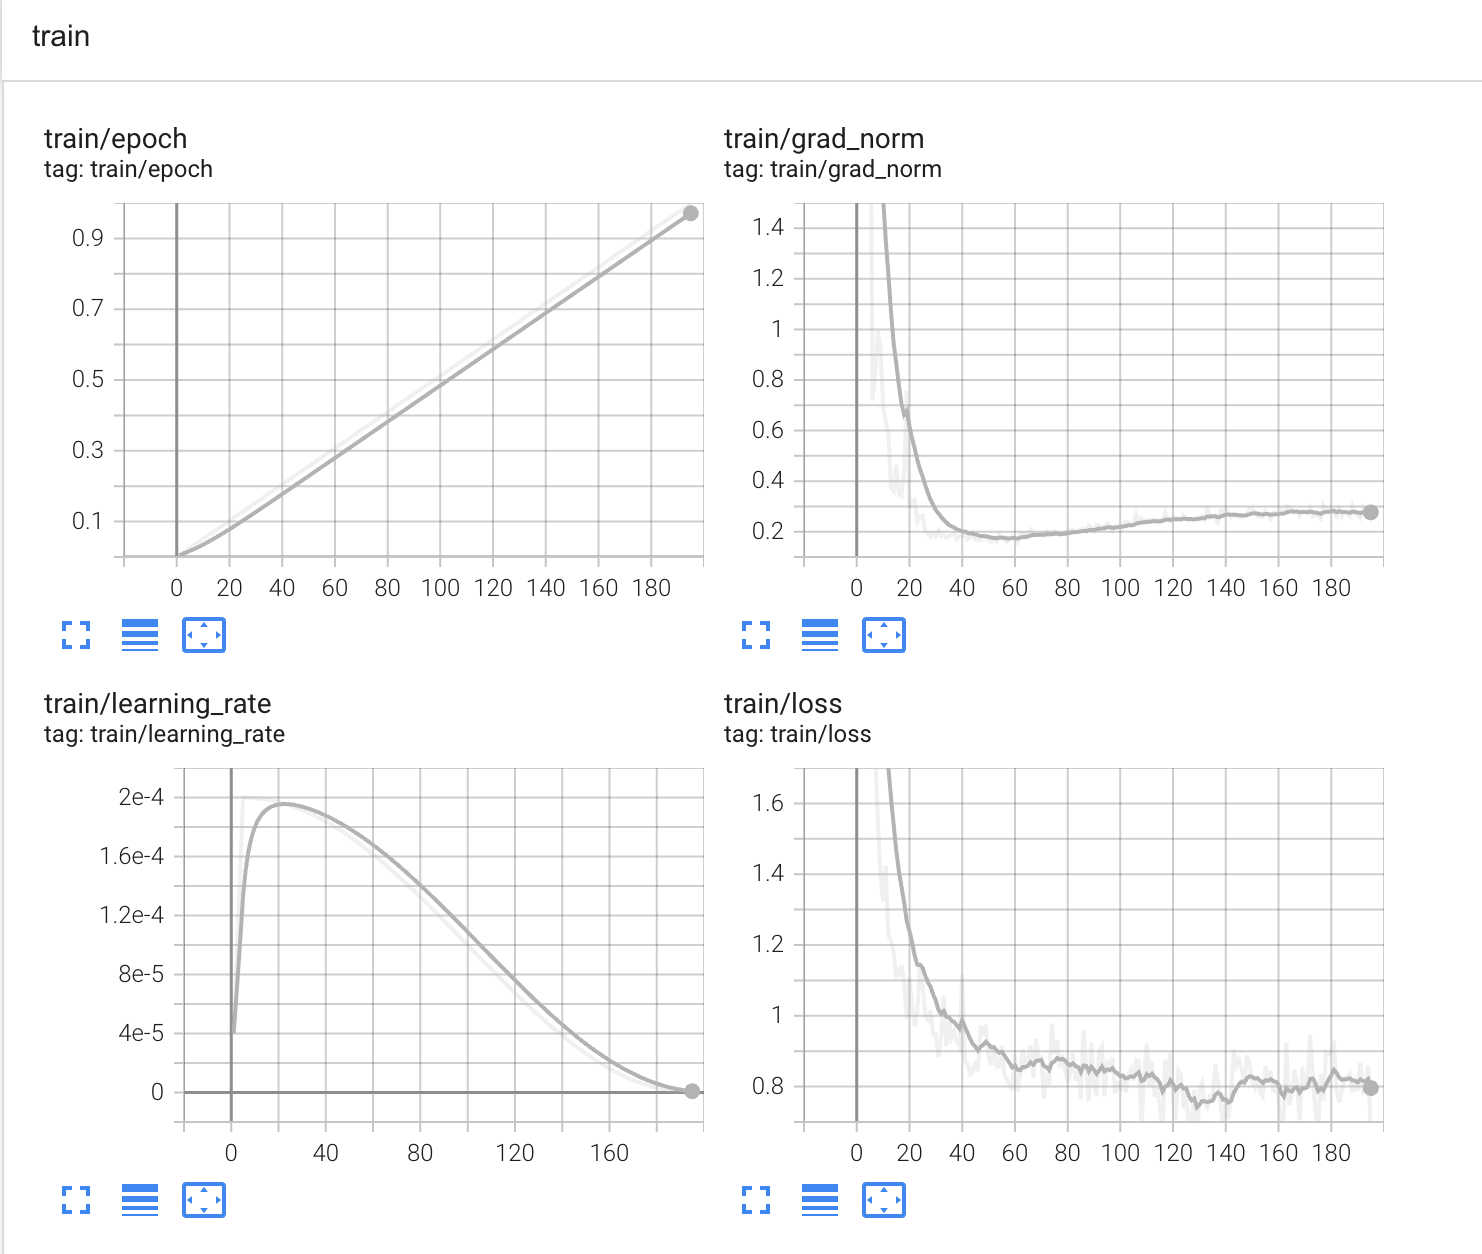 train
train/epoch
tag: train/epoch
0.9
0.7
0.5
0.3
0.1
0 20 40 60 80 100 120 140 160 180
train/grad_norm
tag: train/grad_norm
1.4
1.2
1
0.8
0.6
0.4
0.2
0 20 40 60 80 100 120 140 160 180
train/learning_rate
tag: train/learning_rate
2e-4
1.6e-4
1.2e-4
8e-5
4e-5
0
0 40 80 120 160
train/loss
tag: train/loss
1.6
1.4
1.2
1
0.8
0 20 40 60 80 100 120 140 160 180